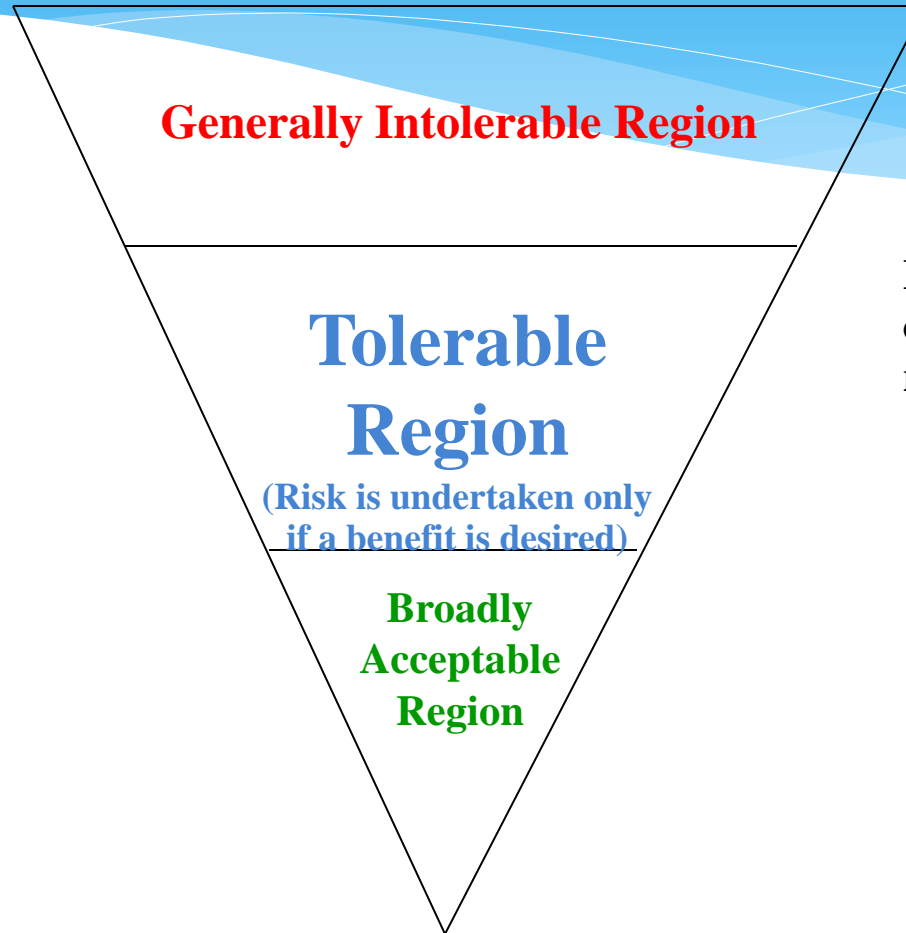 Generally Intolerable Region
Tolerable
Region
(Risk is undertaken only
if a benefit is desired)
Broadly
Acceptable
Region